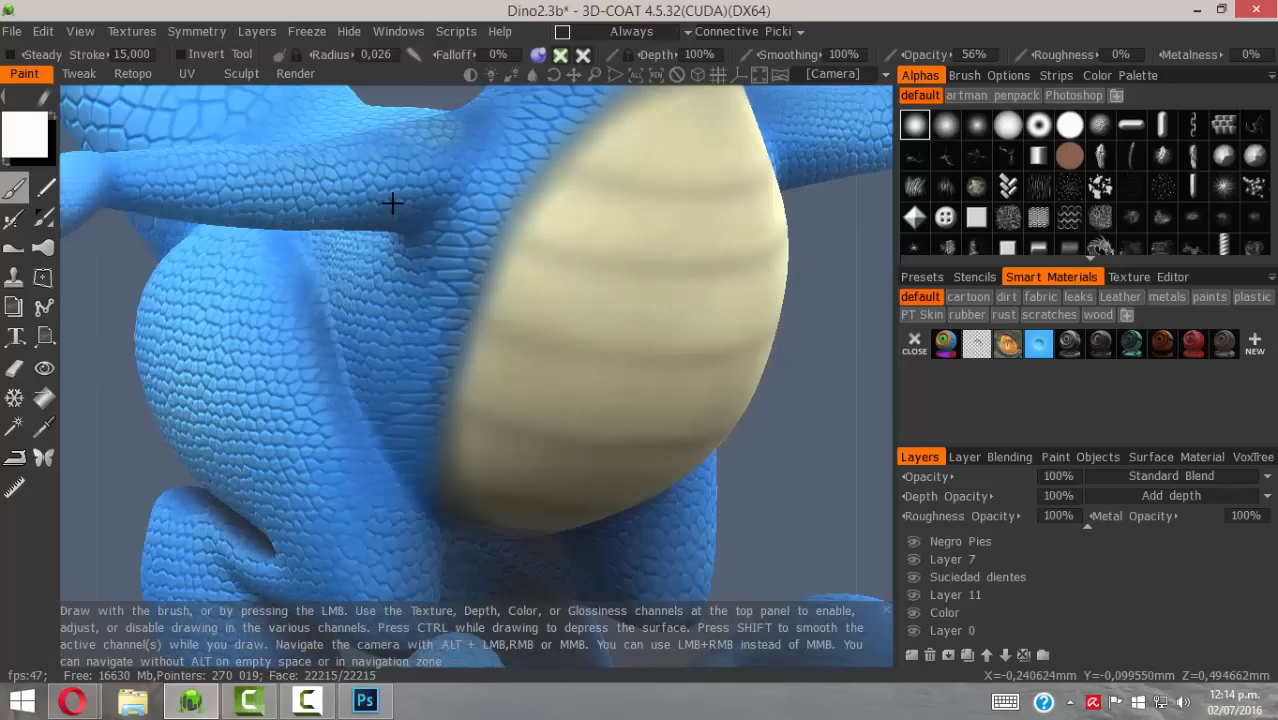 Dino2.3b* - 3D-COAT 4.5.32(CUDA)(DX64)
File Edit View Textures Symmetry Layers Freeze Hide Windows Scripts Help Always Connective Picki
Steady Stroke 15,000 Invert Tool Radius 0,026 Falloff 0% Depth 100% Smoothing 100% Opacity 56% Roughness 0% Metalness 0%
Paint Tweak Retopo UV Sculpt Render [Camera]
Alphas Brush Options Strips Color Palette
default artman penpack Photoshop
Presets Stencils Smart Materials Texture Editor
default cartoon dirt fabric leaks Leather metals paints plastic
PT Skin rubber rust scratches wood
CLOSE NEW
Layers Layer Blending Paint Objects Surface Material VoxTree
Opacity 100% Standard Blend
Depth Opacity 100% Add depth
Roughness Opacity 100% Metal Opacity 100%
Negro Pies
Layer 7
Suciedad dientes
Layer 11
Color
Layer 0
Draw with the brush, or by pressing the LMB. Use the Texture, Depth, Color, or Glossiness channels at the top panel to enable,
adjust, or disable drawing in the various channels. Press CTRL while drawing to depress the surface. Press SHIFT to smooth the
active channel(s) while you draw. Navigate the camera with ALT + LMB,RMB or MMB. You can use LMB+RMB instead of MMB. You
can navigate without ALT on empty space or in navigation zone
fps:47; Free: 16630 Mb,Pointers: 270 019; Face: 22215/22215 X=-0,240624m Y=-0,099550m Z=0,494662m
Ps
12:14 p.m.
02/07/2016